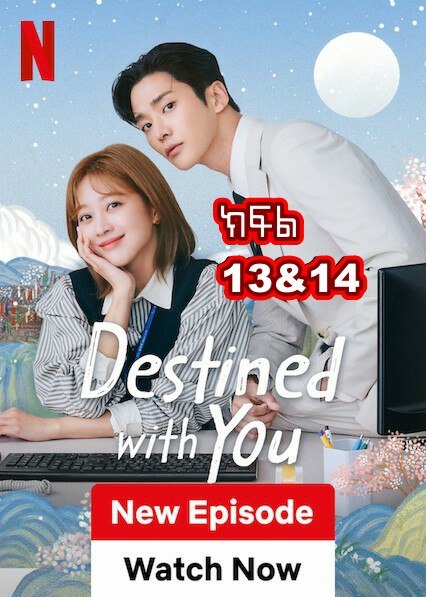 N
ክፍል
13&14
Destined
with You
New Episode
Watch Now